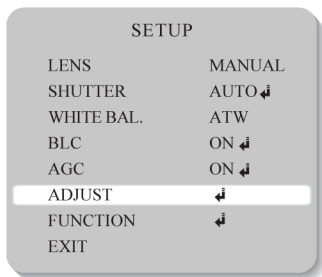 SETUP
LENS MANUAL
SHUTTER AUTO↲
WHITE BAL. ATW
BLC ON ↲
AGC ON ↲
ADJUST ↲
FUNCTION ↲
EXIT